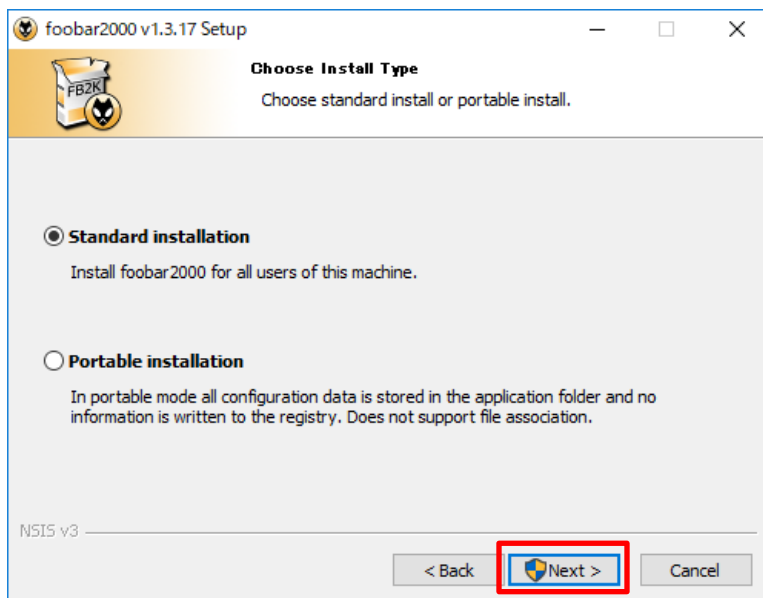 foobar2000 v1.3.17 Setup
Choose Install Type
Choose standard install or portable install.
FB2K
Standard installation
Install foobar2000 for all users of this machine.
Portable installation
In portable mode all configuration data is stored in the application folder and no
information is written to the registry. Does not support file association.
NSIS v3
< Back
Next >
Cancel